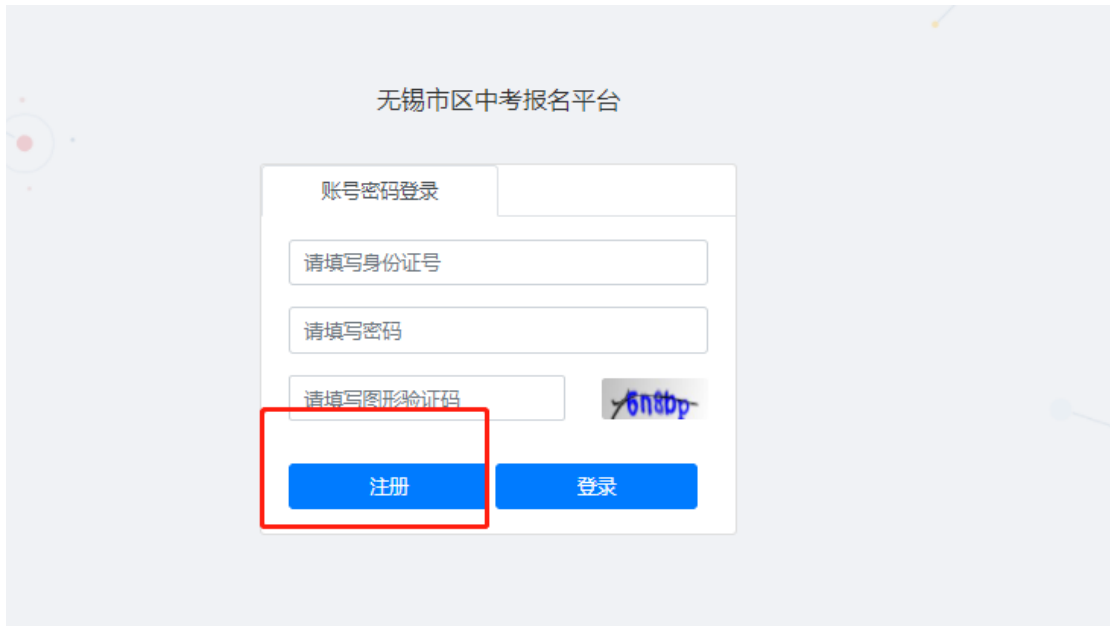 无锡市区中考报名平台
账号密码登录
请填写身份证号
请填写密码
请填写图形验证码
6n8bp
注册 登录